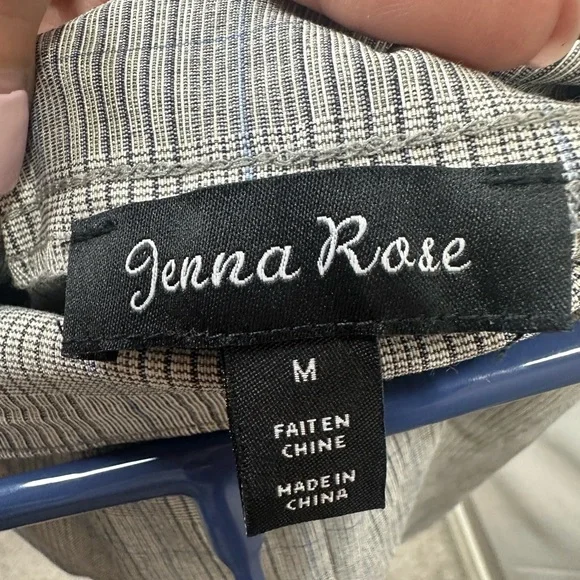 Jenna Rose
M
FAIT EN
CHINE
MADE IN
CHINA